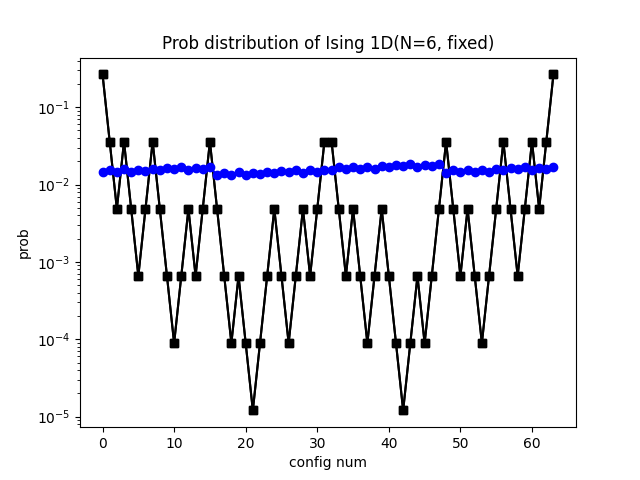 Prob distribution of Ising 1D(N=6, fixed)
prob
10⁻¹
10⁻²
10⁻³
10⁻⁴
10⁻⁵
0 10 20 30 40 50 60
config num